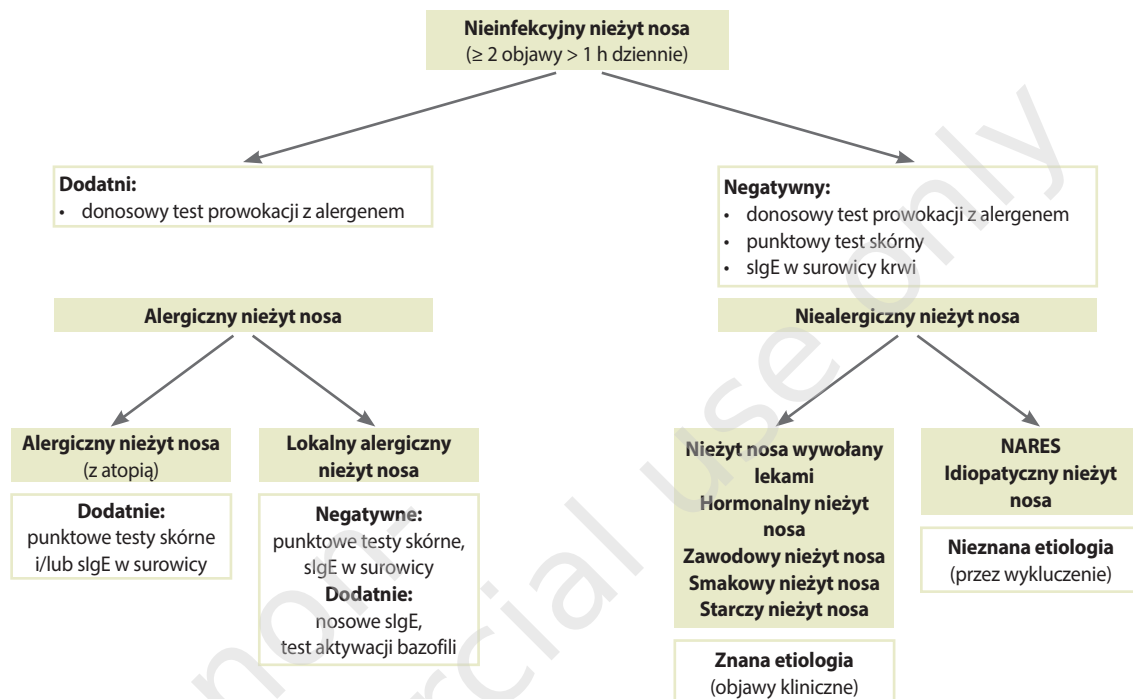 Nieinfekcyjny nieżyt nosa
(≥ 2 objawy > 1 h dziennie)
Dodatni:
• donosowy test prowokacji z alergenem
Negatywny:
• donosowy test prowokacji z alergenem
• punktowy test skórny
• sIgE w surowicy krwi
Alergiczny nieżyt nosa
Niealergiczny nieżyt nosa
Alergiczny nieżyt nosa
(z atopią)
Dodatnie:
punktowe testy skórne
i/lub sIgE w surowicy
Lokalny alergiczny
nieżyt nosa
Negatywne:
punktowe testy skórne,
sIgE w surowicy
Dodatnie:
nosowe sIgE,
test aktywacji bazofili
Nieżyt nosa wywołany
lekami
Hormonalny nieżyt
nosa
Zawodowy nieżyt nosa
Smakowy nieżyt nosa
Starczy nieżyt nosa
Znana etiologia
(objawy kliniczne)
NARES
Idiopatyczny nieżyt
nosa
Nieznana etiologia
(przez wykluczenie)
non-
rcial use only